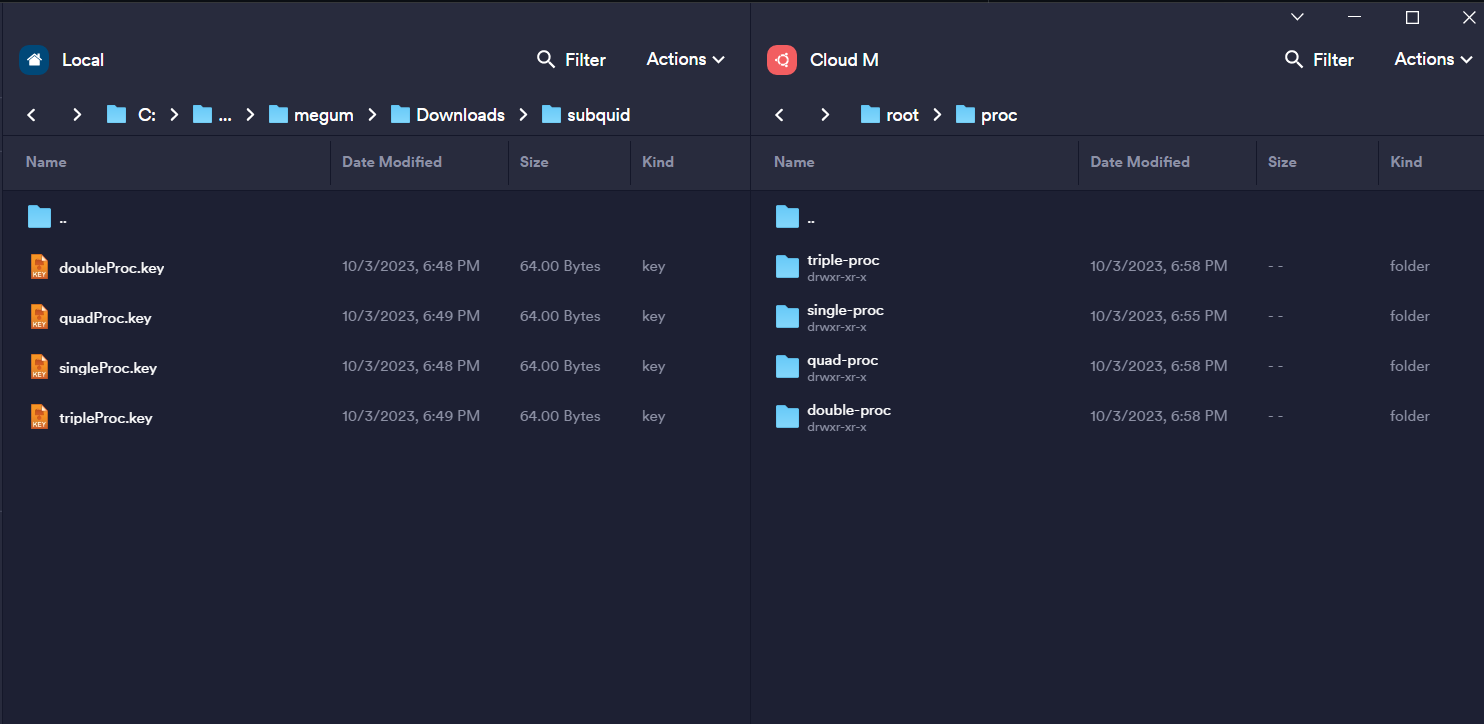 Local Filter Actions
C: ... megum Downloads subquid
Name Date Modified Size Kind
..
doubleProc.key 10/3/2023, 6:48 PM 64.00 Bytes key
quadProc.key 10/3/2023, 6:49 PM 64.00 Bytes key
singleProc.key 10/3/2023, 6:48 PM 64.00 Bytes key
tripleProc.key 10/3/2023, 6:49 PM 64.00 Bytes key
KEY
KEY
KEY
KEY
Cloud M Filter Actions
root proc
Name Date Modified Size Kind
..
triple-proc 10/3/2023, 6:58 PM - - folder
drwxr-xr-x
single-proc 10/3/2023, 6:55 PM - - folder
drwxr-xr-x
quad-proc 10/3/2023, 6:58 PM - - folder
drwxr-xr-x
double-proc 10/3/2023, 6:58 PM - - folder
drwxr-xr-x